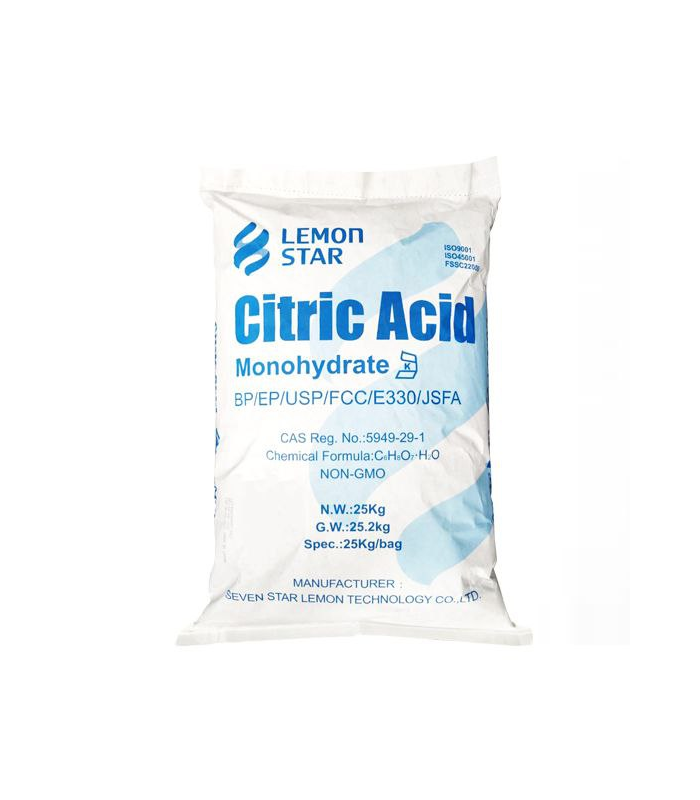 LEMON
STAR
ISO9001
ISO45001
FSSC22000
Citric Acid
Monohydrate K
BP/EP/USP/FCC/E330/JSFA
CAS Reg. No.:5949-29-1
Chemical Formula:C₆H₈O₇·H₂O
NON-GMO
N.W.:25Kg
G.W.:25.2kg
Spec.:25Kg/bag
MANUFACTURER :
SEVEN STAR LEMON TECHNOLOGY CO.,LTD.